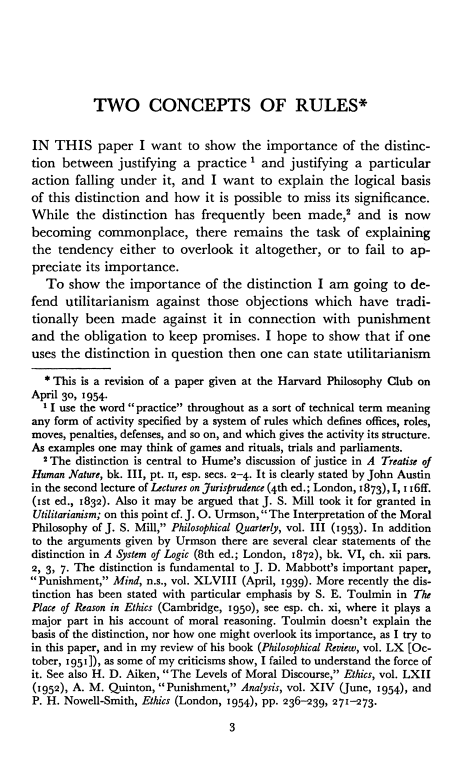 TWO CONCEPTS OF RULES*
IN THIS paper I want to show the importance of the distinc-
tion between justifying a practice ¹ and justifying a particular
action falling under it, and I want to explain the logical basis
of this distinction and how it is possible to miss its significance.
While the distinction has frequently been made,² and is now
becoming commonplace, there remains the task of explaining
the tendency either to overlook it altogether, or to fail to ap-
preciate its importance.
To show the importance of the distinction I am going to de-
fend utilitarianism against those objections which have tradi-
tionally been made against it in connection with punishment
and the obligation to keep promises. I hope to show that if one
uses the distinction in question then one can state utilitarianism
* This is a revision of a paper given at the Harvard Philosophy Club on
April 30, 1954.
¹ I use the word "practice" throughout as a sort of technical term meaning
any form of activity specified by a system of rules which defines offices, roles,
moves, penalties, defenses, and so on, and which gives the activity its structure.
As examples one may think of games and rituals, trials and parliaments.
² The distinction is central to Hume's discussion of justice in A Treatise of
Human Nature, bk. III, pt. II, esp. secs. 2–4. It is clearly stated by John Austin
in the second lecture of Lectures on Jurisprudence (4th ed.; London, 1873), I, 116ff.
(1st ed., 1832). Also it may be argued that J. S. Mill took it for granted in
Utilitarianism; on this point cf. J. O. Urmson, "The Interpretation of the Moral
Philosophy of J. S. Mill," Philosophical Quarterly, vol. III (1953). In addition
to the arguments given by Urmson there are several clear statements of the
distinction in A System of Logic (8th ed.; London, 1872), bk. VI, ch. xii pars.
2, 3, 7. The distinction is fundamental to J. D. Mabbott's important paper,
"Punishment," Mind, n.s., vol. XLVIII (April, 1939). More recently the dis-
tinction has been stated with particular emphasis by S. E. Toulmin in The
Place of Reason in Ethics (Cambridge, 1950), see esp. ch. xi, where it plays a
major part in his account of moral reasoning. Toulmin doesn't explain the
basis of the distinction, nor how one might overlook its importance, as I try to
in this paper, and in my review of his book (Philosophical Review, vol. LX [Oc-
tober, 1951]), as some of my criticisms show, I failed to understand the force of
it. See also H. D. Aiken, "The Levels of Moral Discourse," Ethics, vol. LXII
(1952), A. M. Quinton, "Punishment," Analysis, vol. XIV (June, 1954), and
P. H. Nowell-Smith, Ethics (London, 1954), pp. 236–239, 271–273.
3